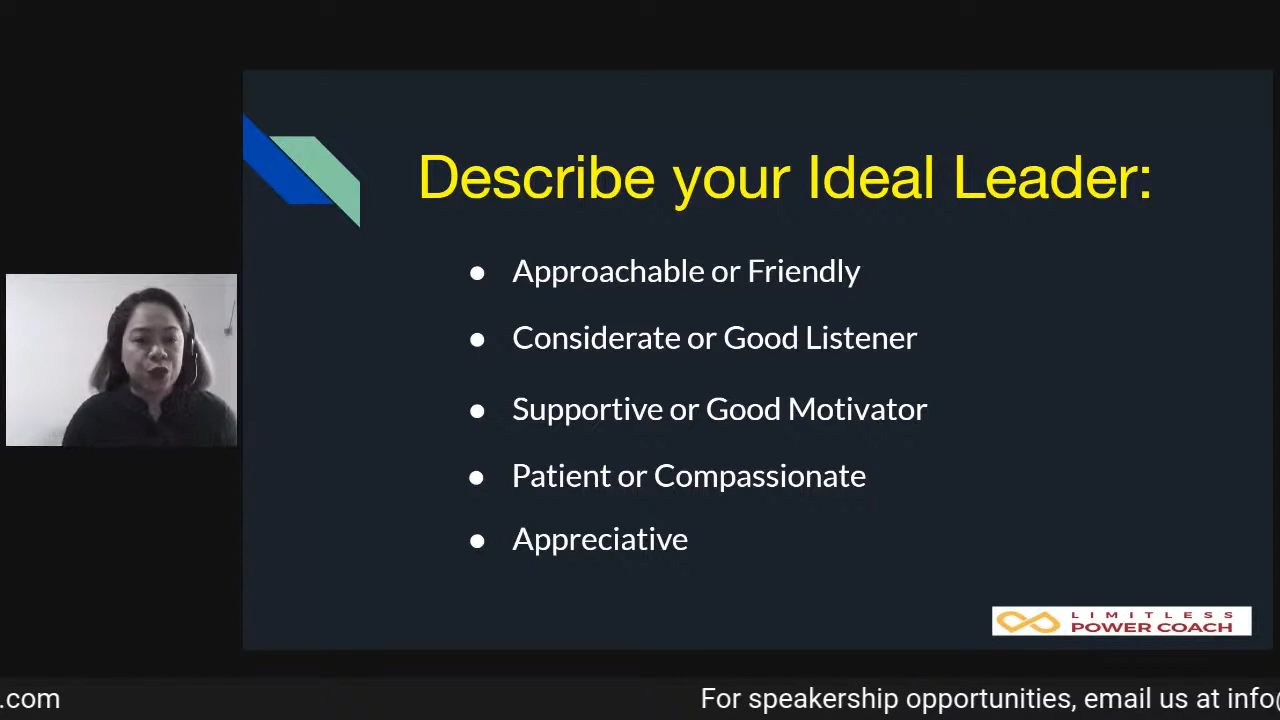 Describe your Ideal Leader:
● Approachable or Friendly
● Considerate or Good Listener
● Supportive or Good Motivator
● Patient or Compassionate
● Appreciative
LIMITLESS
POWER COACH
.com For speakership opportunities, email us at info@